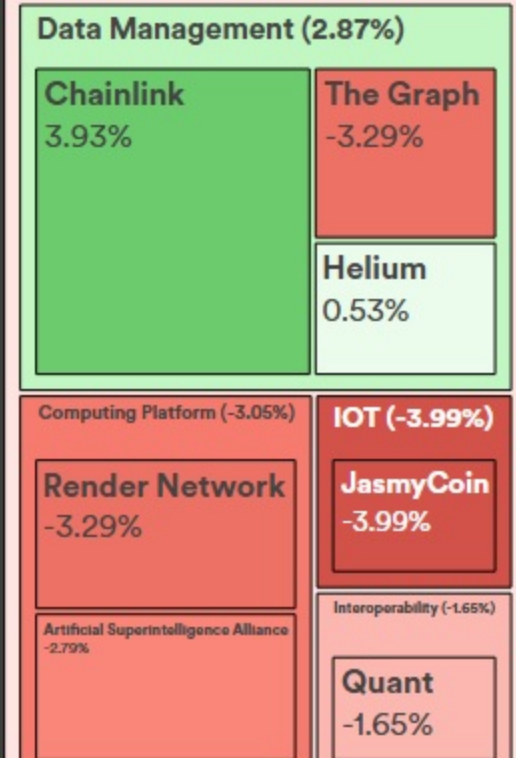 Data Management (2.87%)
Chainlink
3.93%
The Graph
-3.29%
Helium
0.53%
Computing Platform (-3.05%)
Render Network
-3.29%
Artificial Superintelligence Alliance
-2.79%
IOT (-3.99%)
JasmyCoin
-3.99%
Interoperability (-1.65%)
Quant
-1.65%